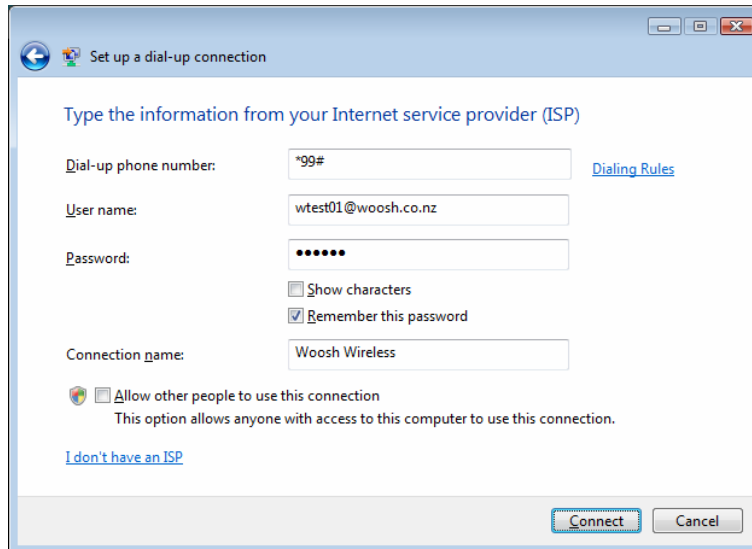 Set up a dial-up connection
Type the information from your Internet service provider (ISP)
Dial-up phone number: *99# Dialing Rules
User name: wtest01@woosh.co.nz
Password: ••••••
Show characters
Remember this password
Connection name: Woosh Wireless
Allow other people to use this connection
This option allows anyone with access to this computer to use this connection.
I don't have an ISP
Connect Cancel